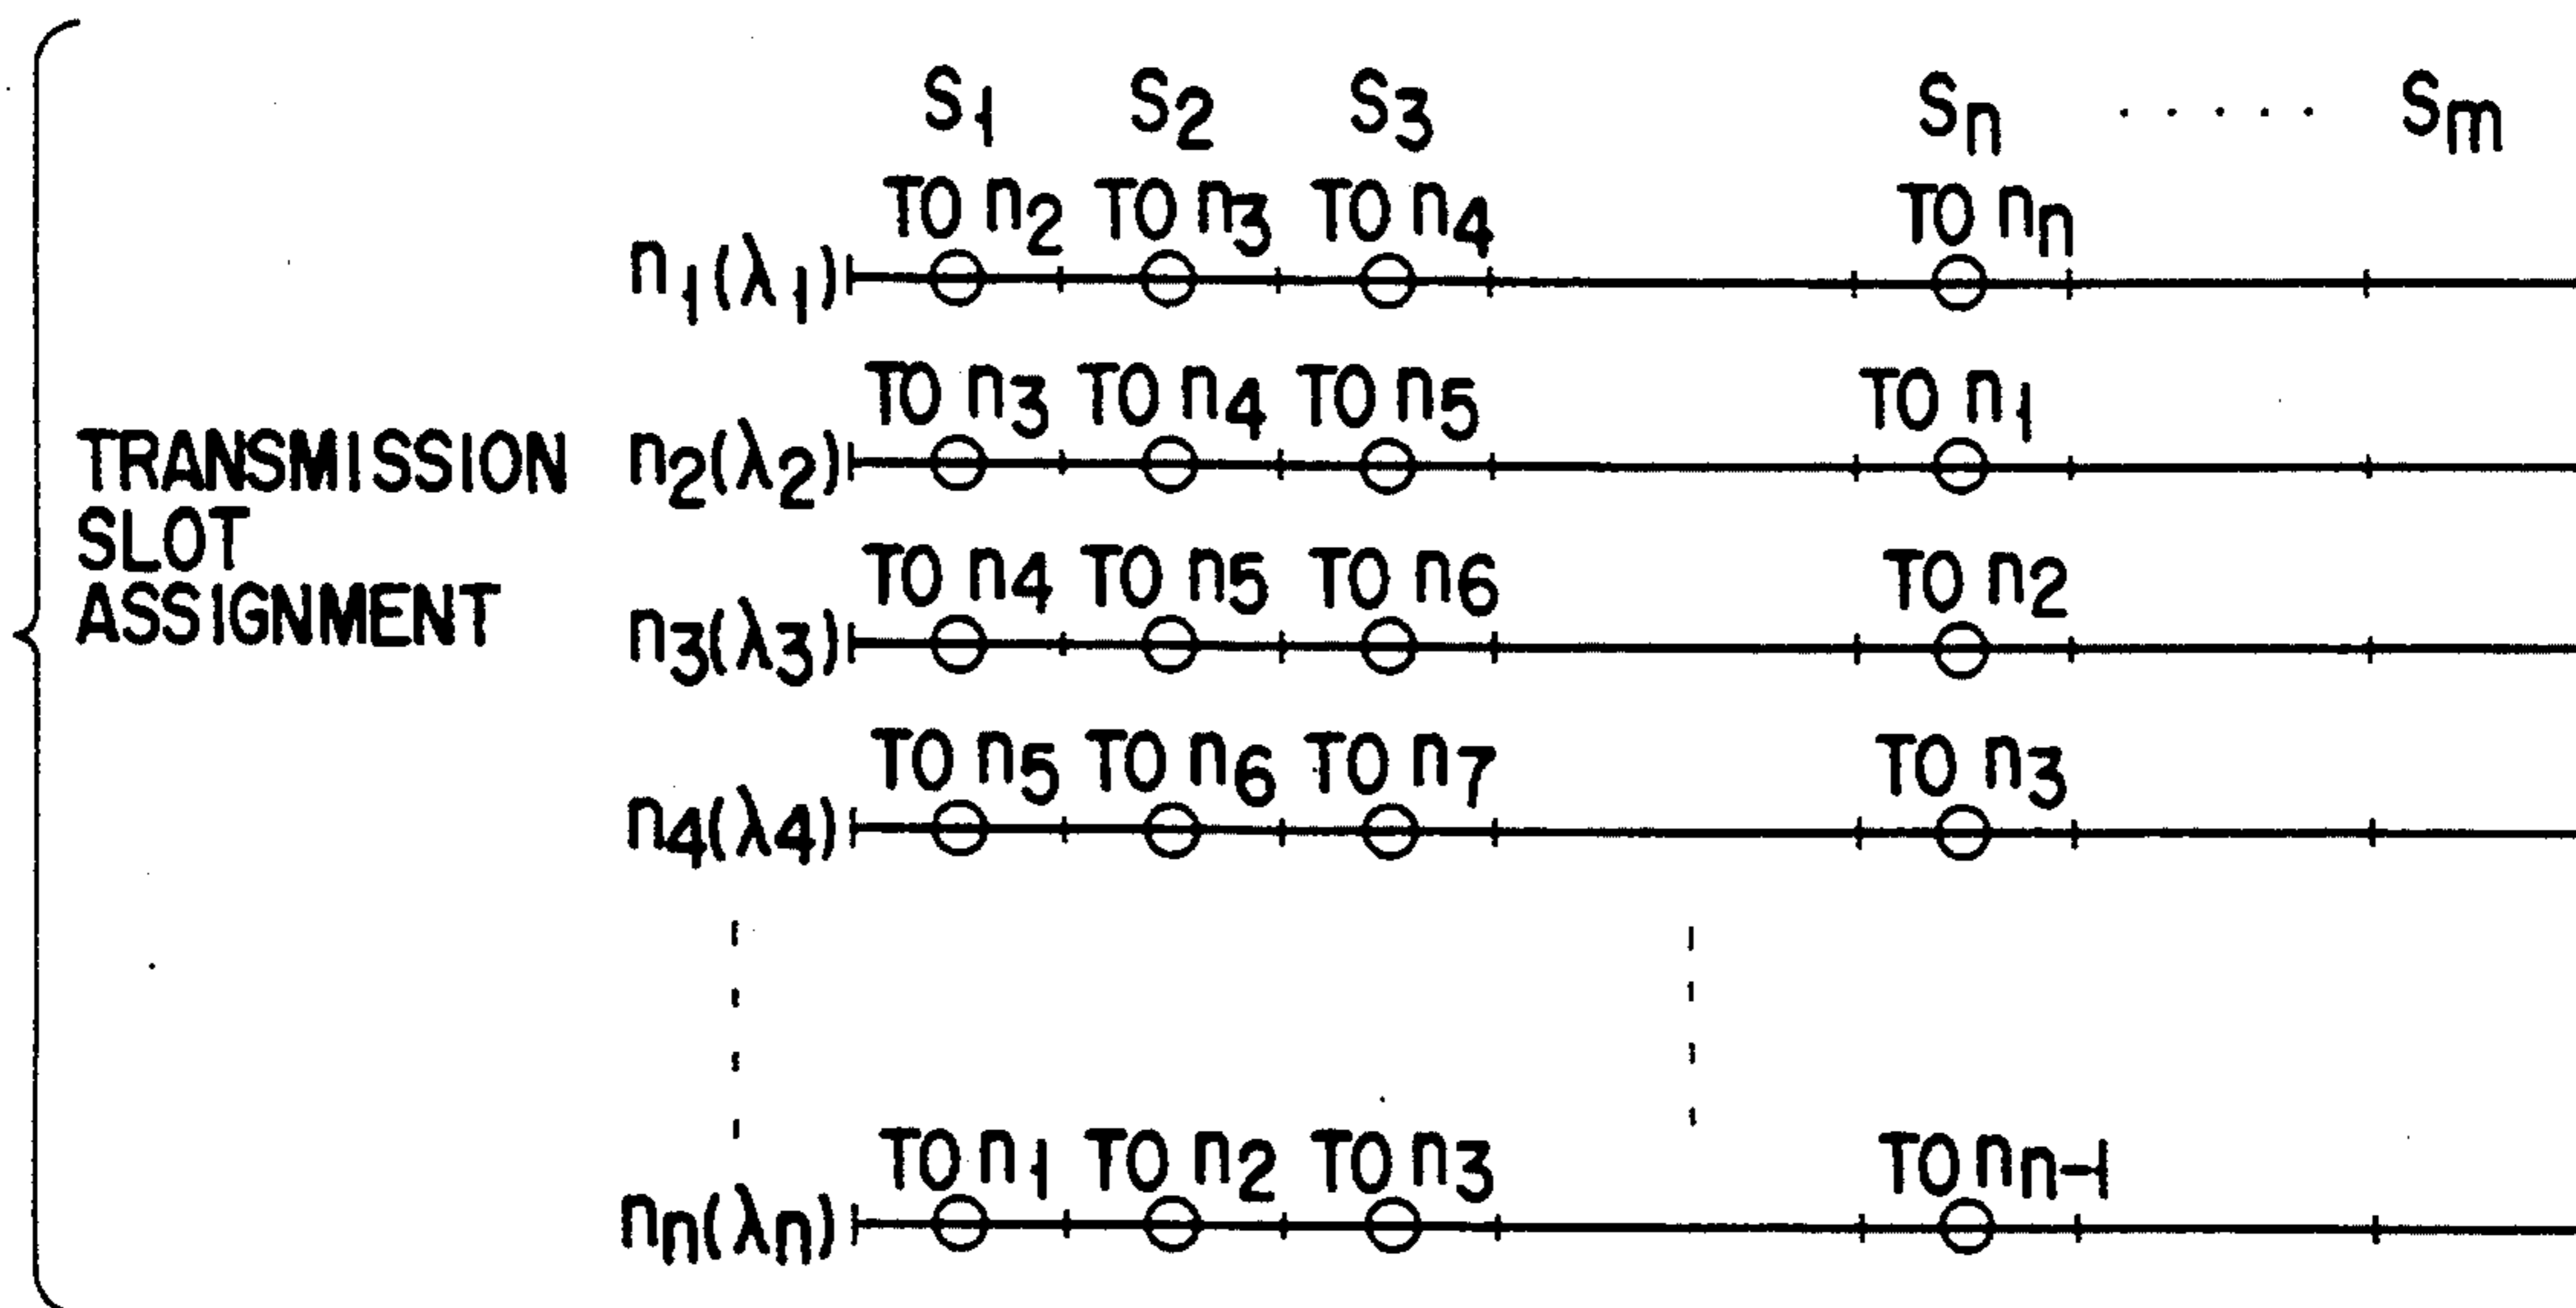 S1 S2 S3 Sn ..... Sm
TO n2 TO n3 TO n4 TO nn
n1(λ1)
TO n3 TO n4 TO n5 TO n1
TRANSMISSION
SLOT
ASSIGNMENT
n2(λ2)
TO n4 TO n5 TO n6 TO n2
n3(λ3)
TO n5 TO n6 TO n7 TO n3
n4(λ4)
TO n1 TO n2 TO n3 TO nn-1
nn(λn)